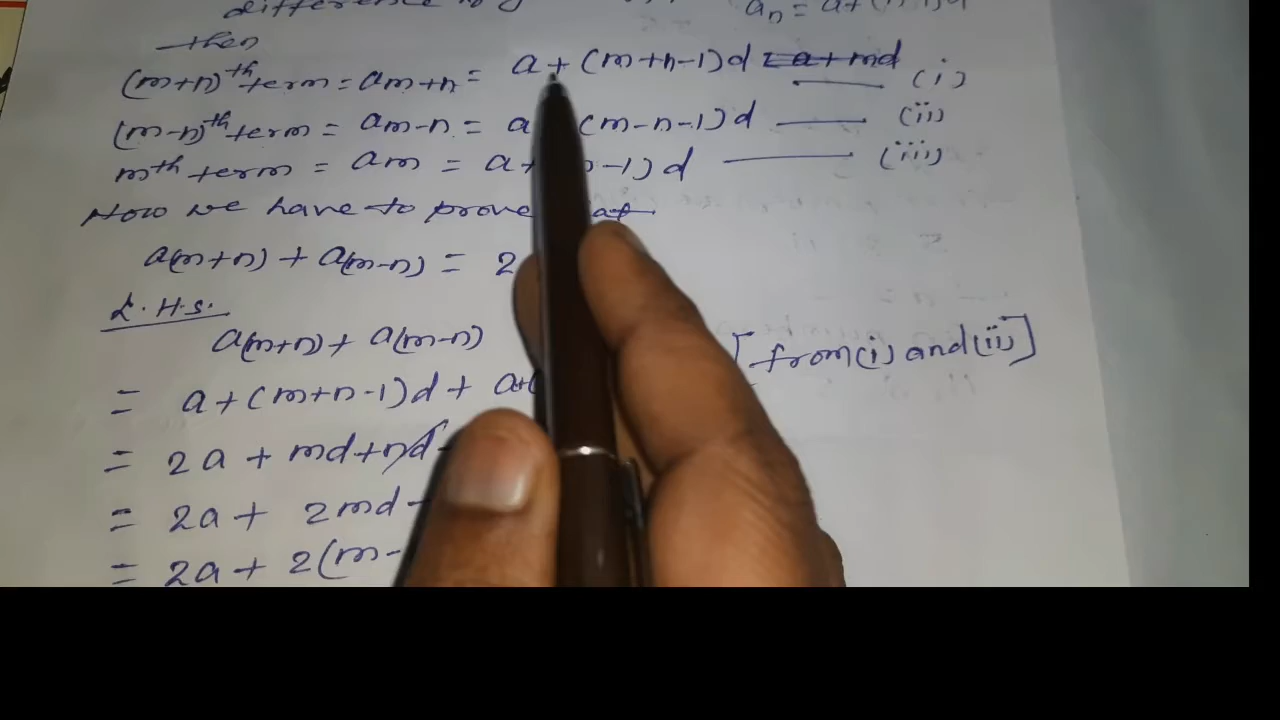 then
(m+n)th term = am+n = a+(m+n-1)d
(i)
(m-n)th term = am-n = a (m-n-1)d (ii)
mth term = am = a+ -1)d (iii)
Now we have to prove
a(m+n) + a(m-n) = 2
L.H.S.
a(m+n) + a(m-n)
= a+(m+n-1)d + a+( [from (i) and (ii)]
= 2a + md+nd-
= 2a + 2md-
= 2a + 2(m-